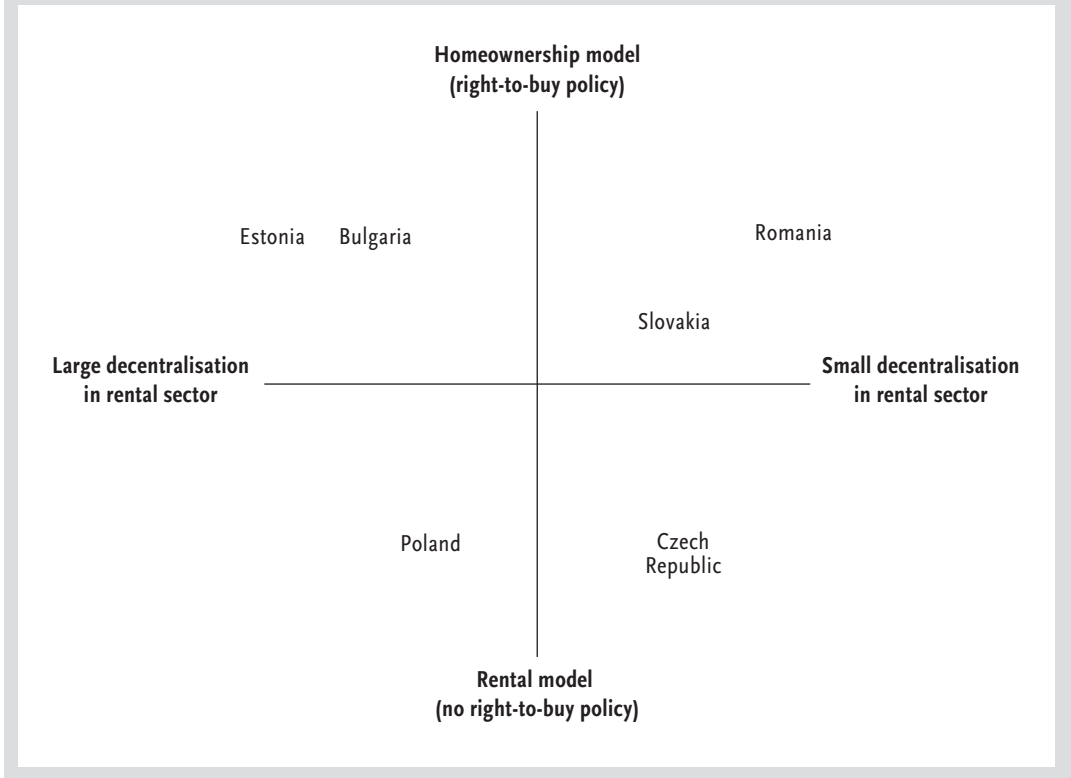 Homeownership model
(right-to-buy policy)
Estonia
Bulgaria
Romania
Slovakia
Large decentralisation
in rental sector
Small decentralisation
in rental sector
Poland
Czech
Republic
Rental model
(no right-to-buy policy)